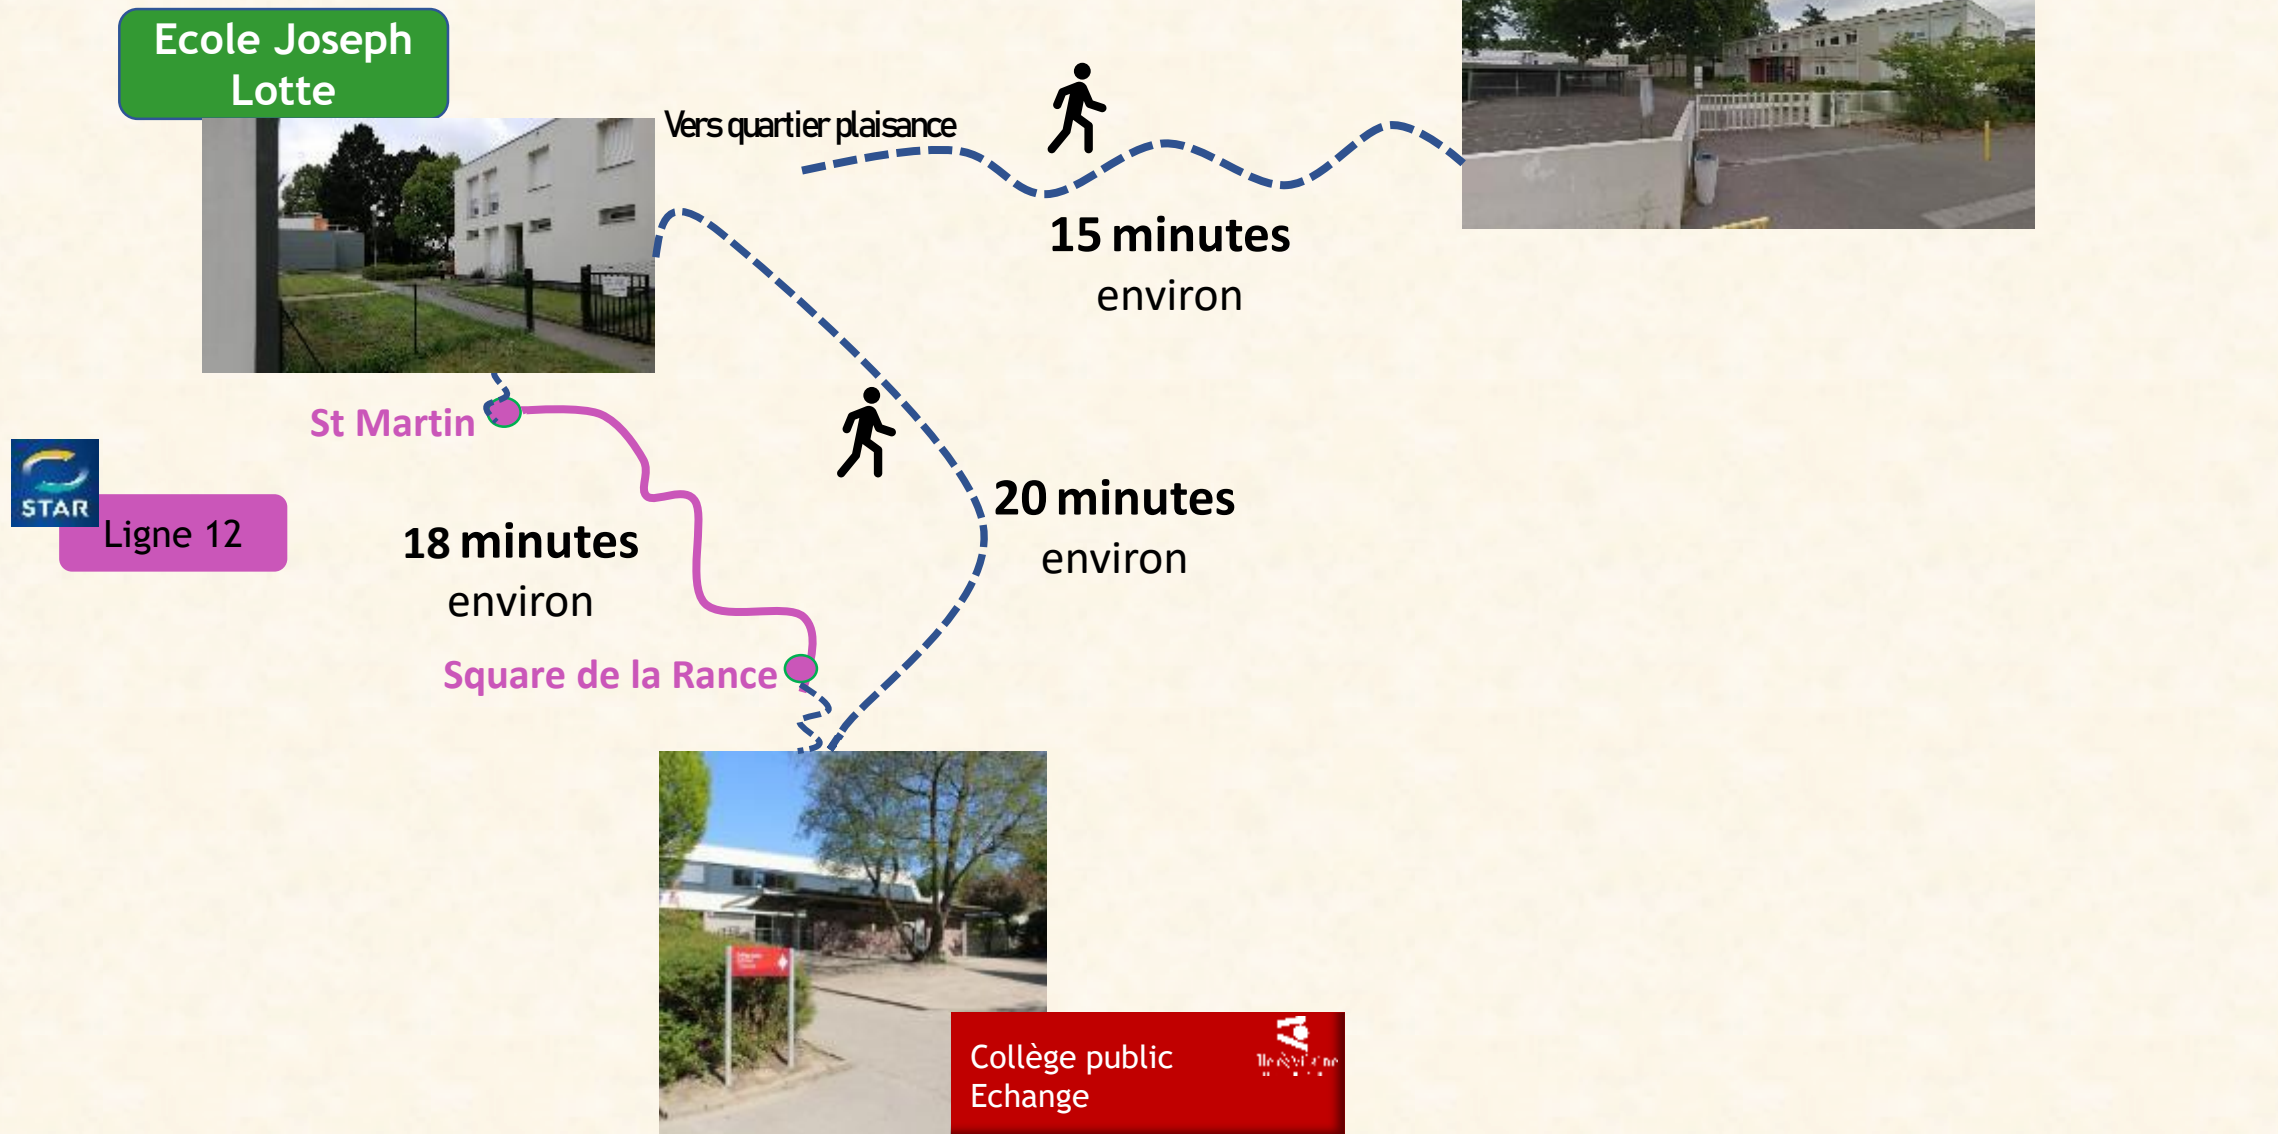 Ecole Joseph
Lotte
Vers quartier plaisance
15 minutes
environ
St Martin
STAR
Ligne 12
18 minutes
environ
20 minutes
environ
Square de la Rance
Collège public
Echange